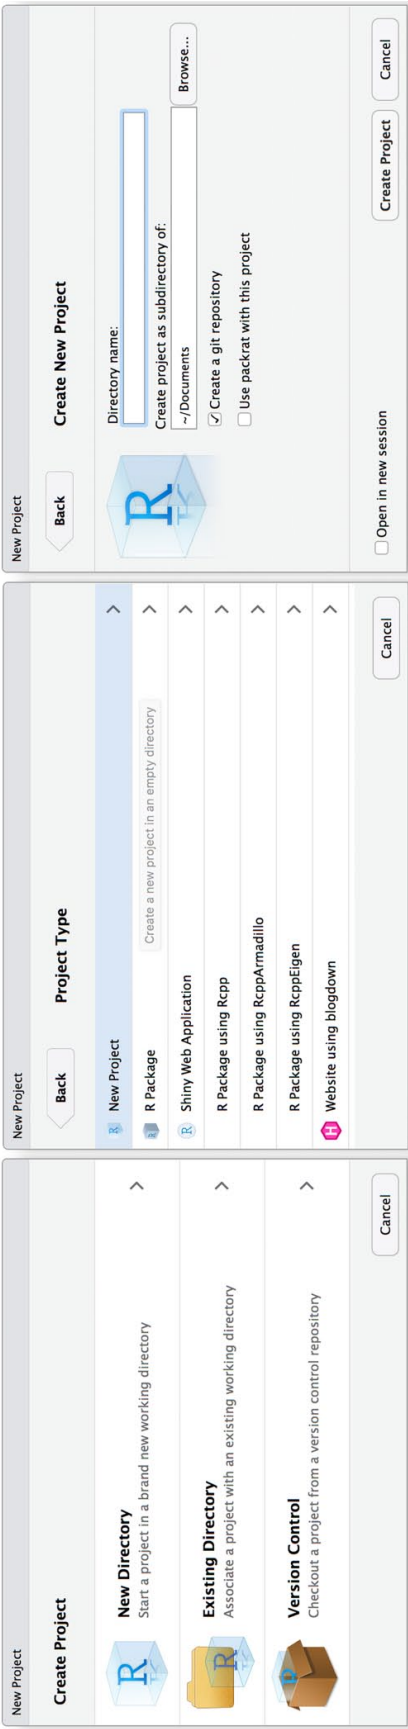 New Project
Create Project
New Directory
Start a project in a brand new working directory
Existing Directory
Associate a project with an existing working directory
Version Control
Checkout a project from a version control repository
Cancel
New Project
Back
Project Type
New Project
R Package
Create a new project in an empty directory
Shiny Web Application
R Package using Rcpp
R Package using RcppArmadillo
R Package using RcppEigen
Website using blogdown
Cancel
New Project
Back
Create New Project
Directory name:
Create project as subdirectory of:
~/Documents
Browse...
Create a git repository
Use packrat with this project
Open in new session
Create Project
Cancel